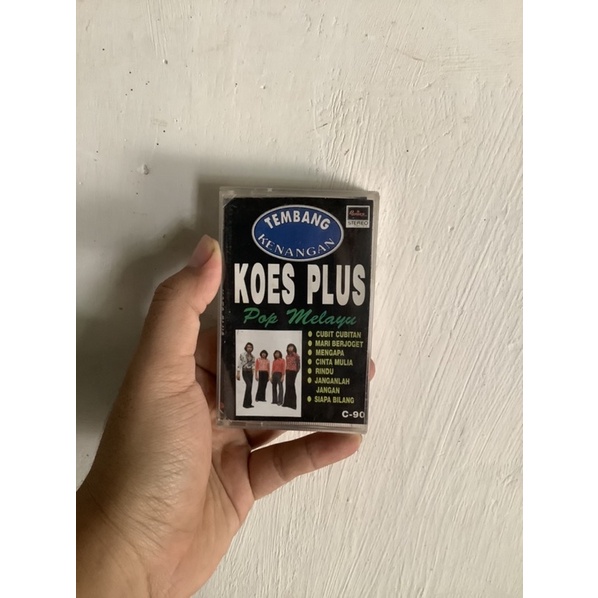 TEMBANG
KENANGAN
STEREO
KOES PLUS
Pop Melayu
CUBIT CUBITAN
MARI BERJOGET
MENGAPA
CINTA MULIA
RINDU
JANGANLAH
JANGAN
SIAPA BILANG
C-90